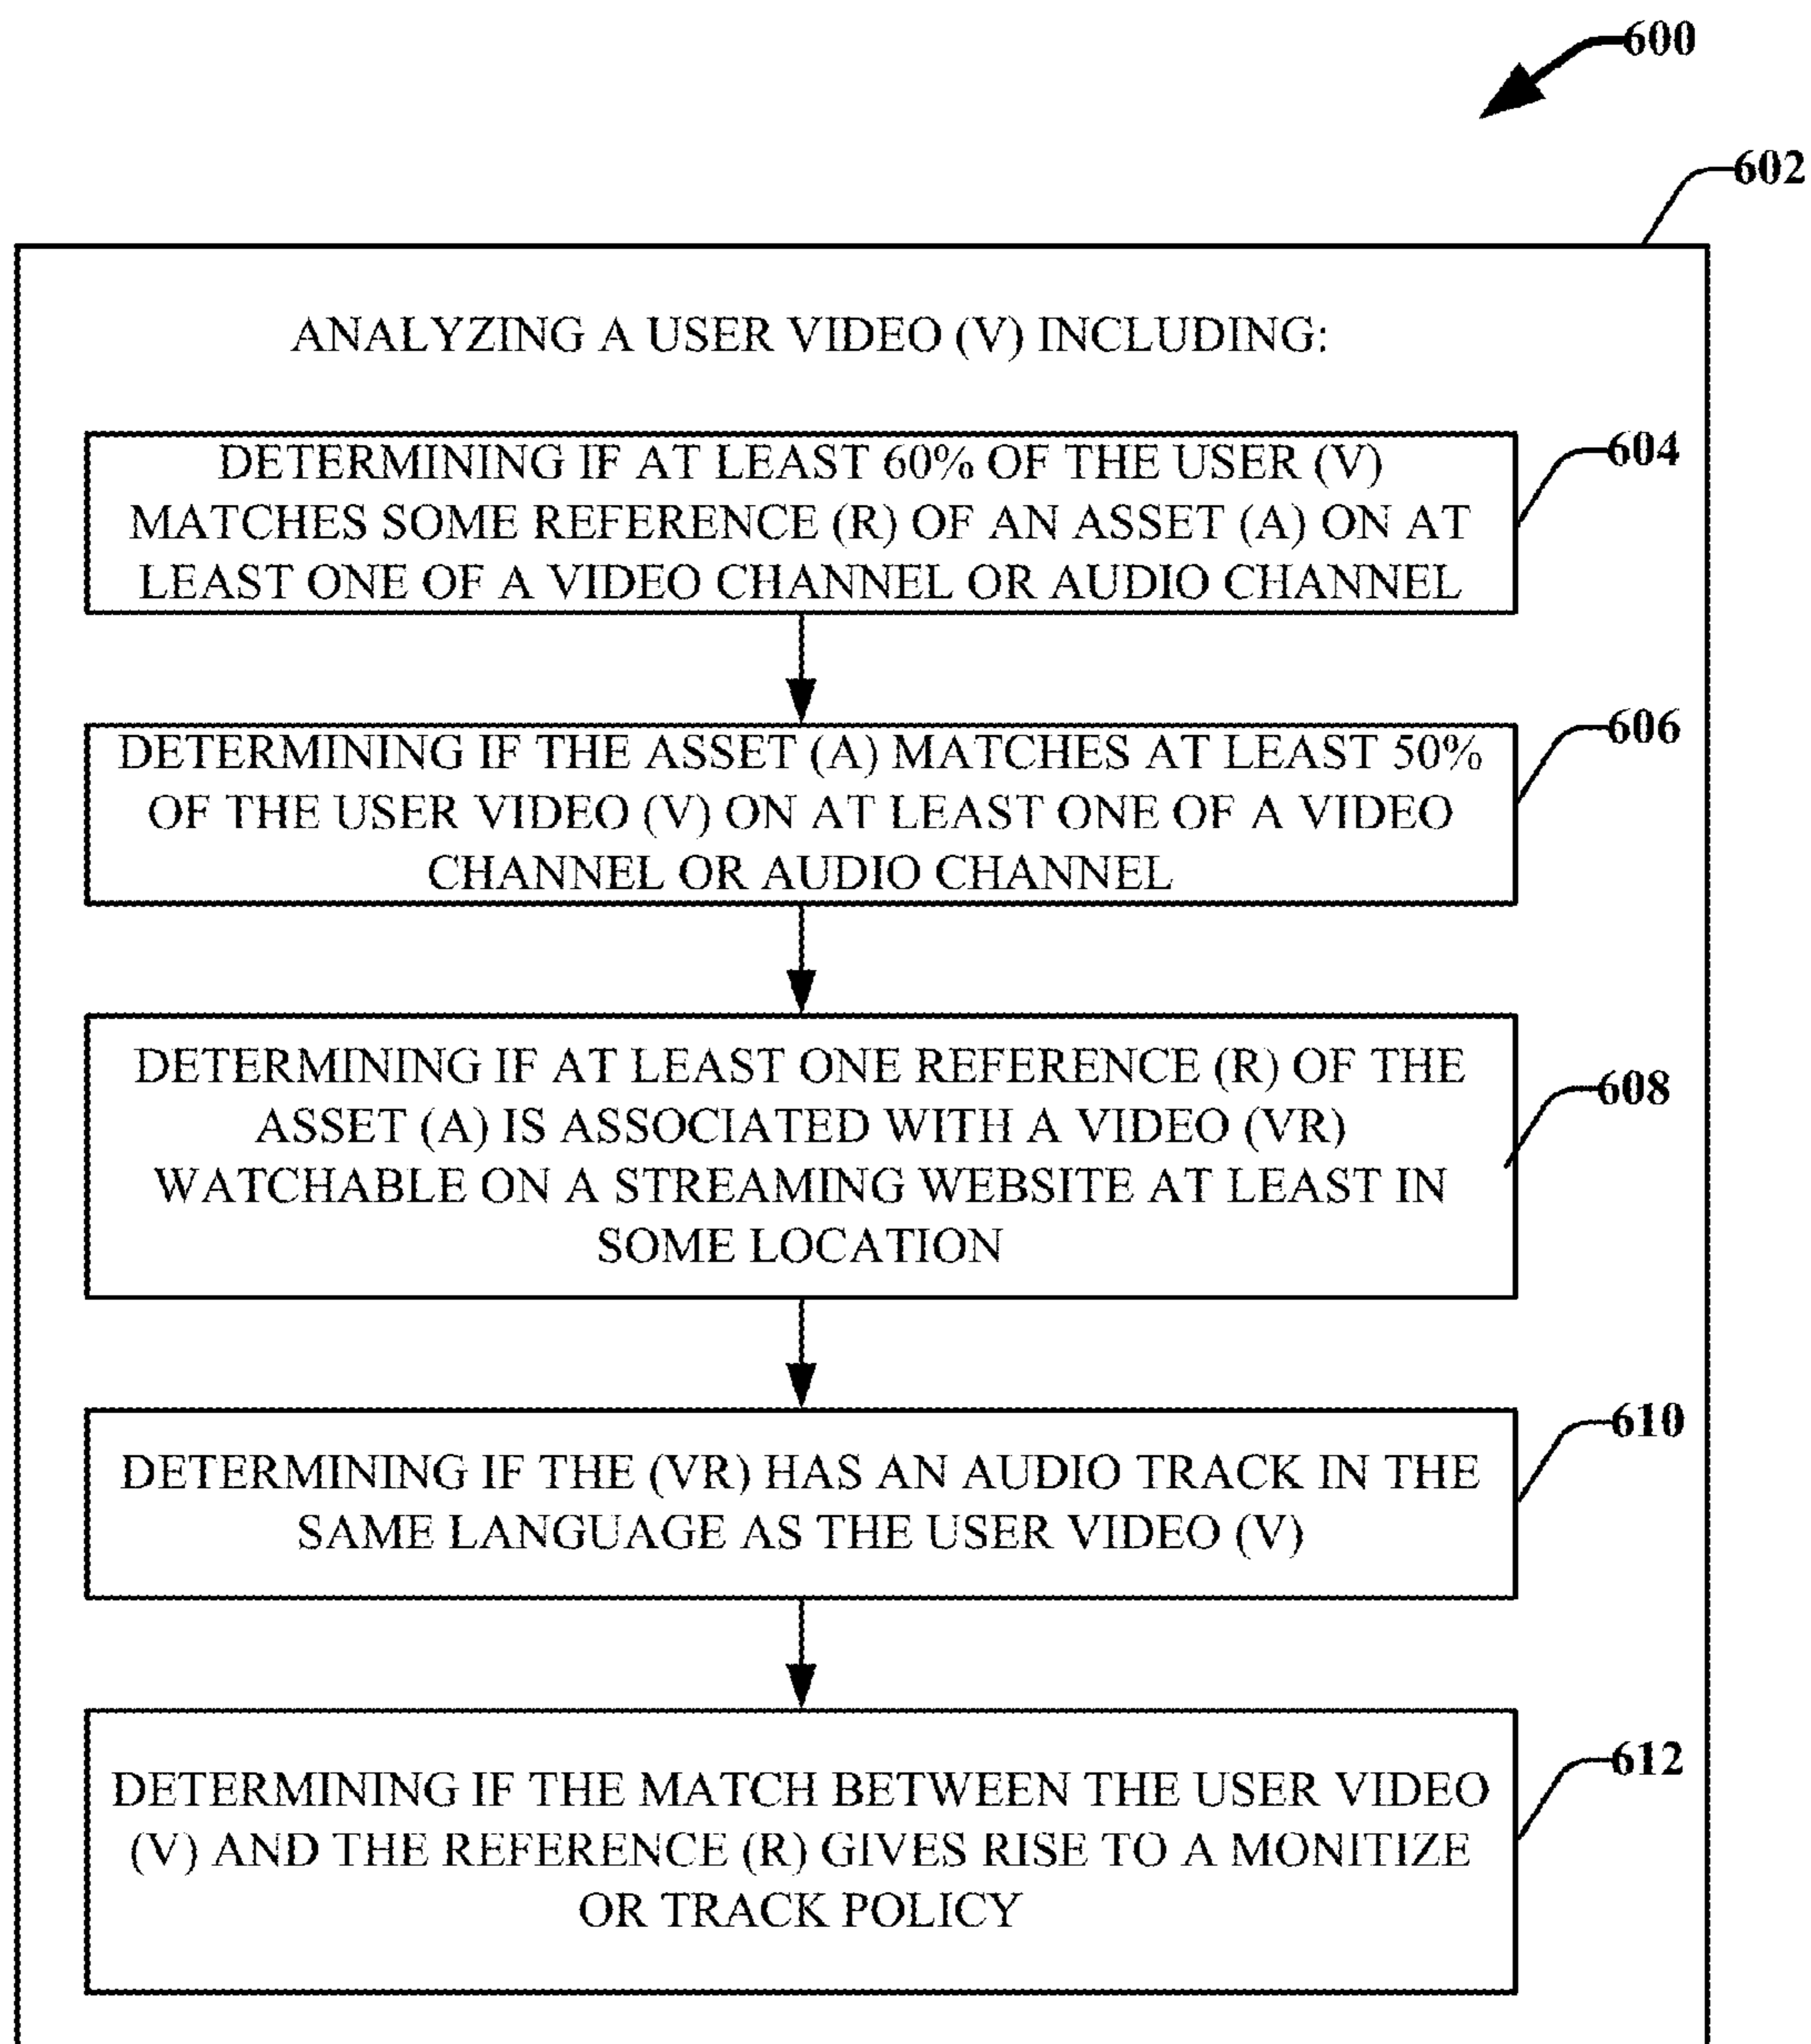 600
602
ANALYZING A USER VIDEO (V) INCLUDING:
DETERMINING IF AT LEAST 60% OF THE USER (V)
MATCHES SOME REFERENCE (R) OF AN ASSET (A) ON AT
LEAST ONE OF A VIDEO CHANNEL OR AUDIO CHANNEL
604
DETERMINING IF THE ASSET (A) MATCHES AT LEAST 50%
OF THE USER VIDEO (V) ON AT LEAST ONE OF A VIDEO
CHANNEL OR AUDIO CHANNEL
606
DETERMINING IF AT LEAST ONE REFERENCE (R) OF THE
ASSET (A) IS ASSOCIATED WITH A VIDEO (VR)
WATCHABLE ON A STREAMING WEBSITE AT LEAST IN
SOME LOCATION
608
DETERMINING IF THE (VR) HAS AN AUDIO TRACK IN THE
SAME LANGUAGE AS THE USER VIDEO (V)
610
DETERMINING IF THE MATCH BETWEEN THE USER VIDEO
(V) AND THE REFERENCE (R) GIVES RISE TO A MONITIZE
OR TRACK POLICY
612